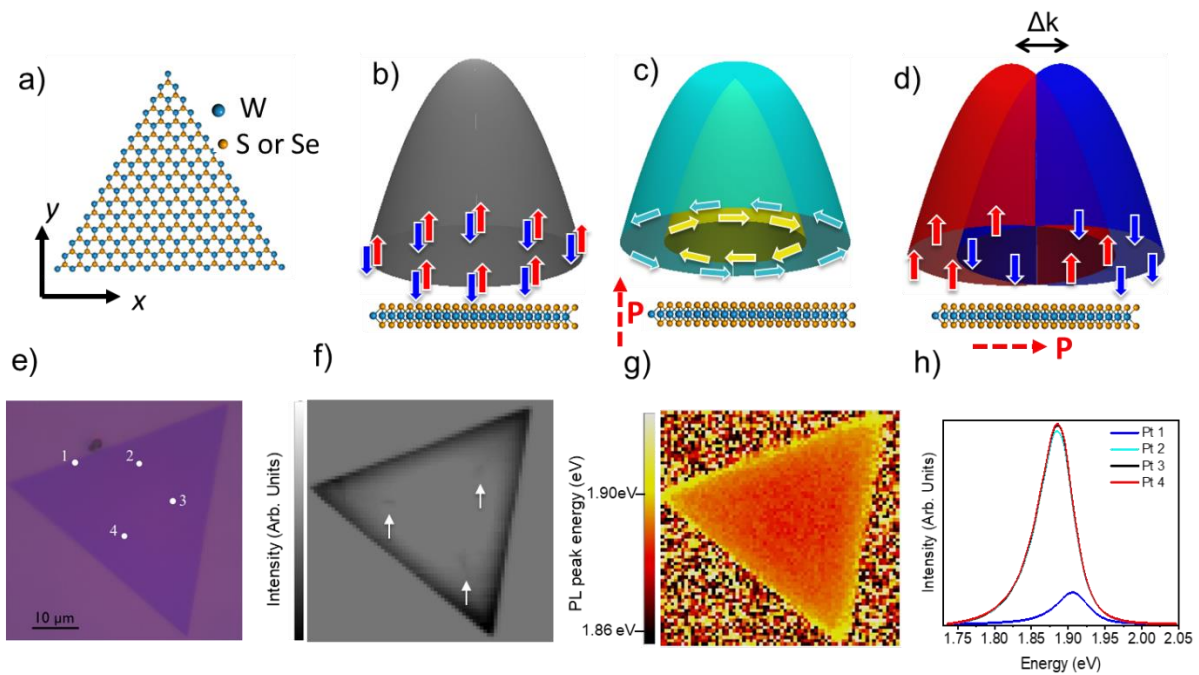 a)
W
S or Se
y
x
b)
c)
P
d)
Δk
P
e)
1
2
3
4
10 µm
f)
Intensity (Arb. Units)
g)
PL peak energy (eV)
1.90eV
1.86 eV
h)
Intensity (Arb. Units)
Pt 1
Pt 2
Pt 3
Pt 4
1.75 1.80 1.85 1.90 1.95 2.00 2.05
Energy (eV)